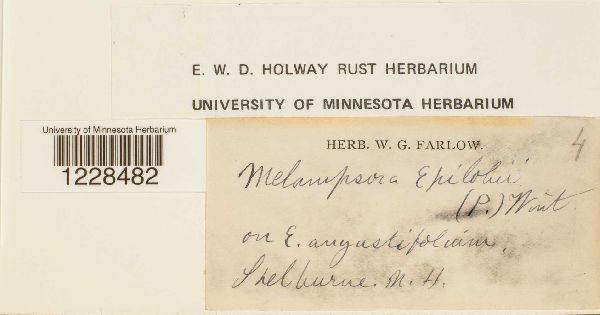 E. W. D. HOLWAY RUST HERBARIUM
UNIVERSITY OF MINNESOTA HERBARIUM
University of Minnesota Herbarium
1228482
HERB. W. G. FARLOW.
4
Melampsora Epilobii
(P.) Wint
on E. angustifolium,
Shelburne. N. H.